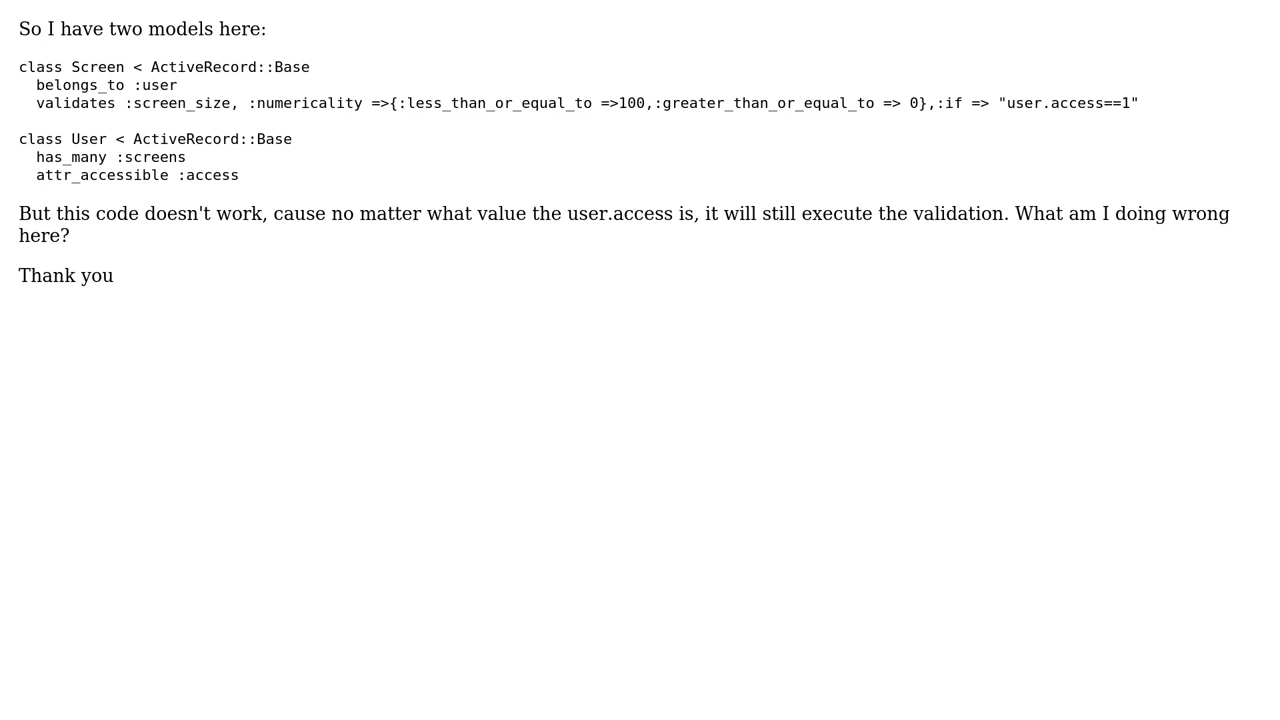 So I have two models here:
class Screen < ActiveRecord::Base
  belongs_to :user
  validates :screen_size, :numericality =>{:less_than_or_equal_to =>100,:greater_than_or_equal_to => 0},:if => "user.access==1"
class User < ActiveRecord::Base
  has_many :screens
  attr_accessible :access
But this code doesn't work, cause no matter what value the user.access is, it will still execute the validation. What am I doing wrong
here?
Thank you